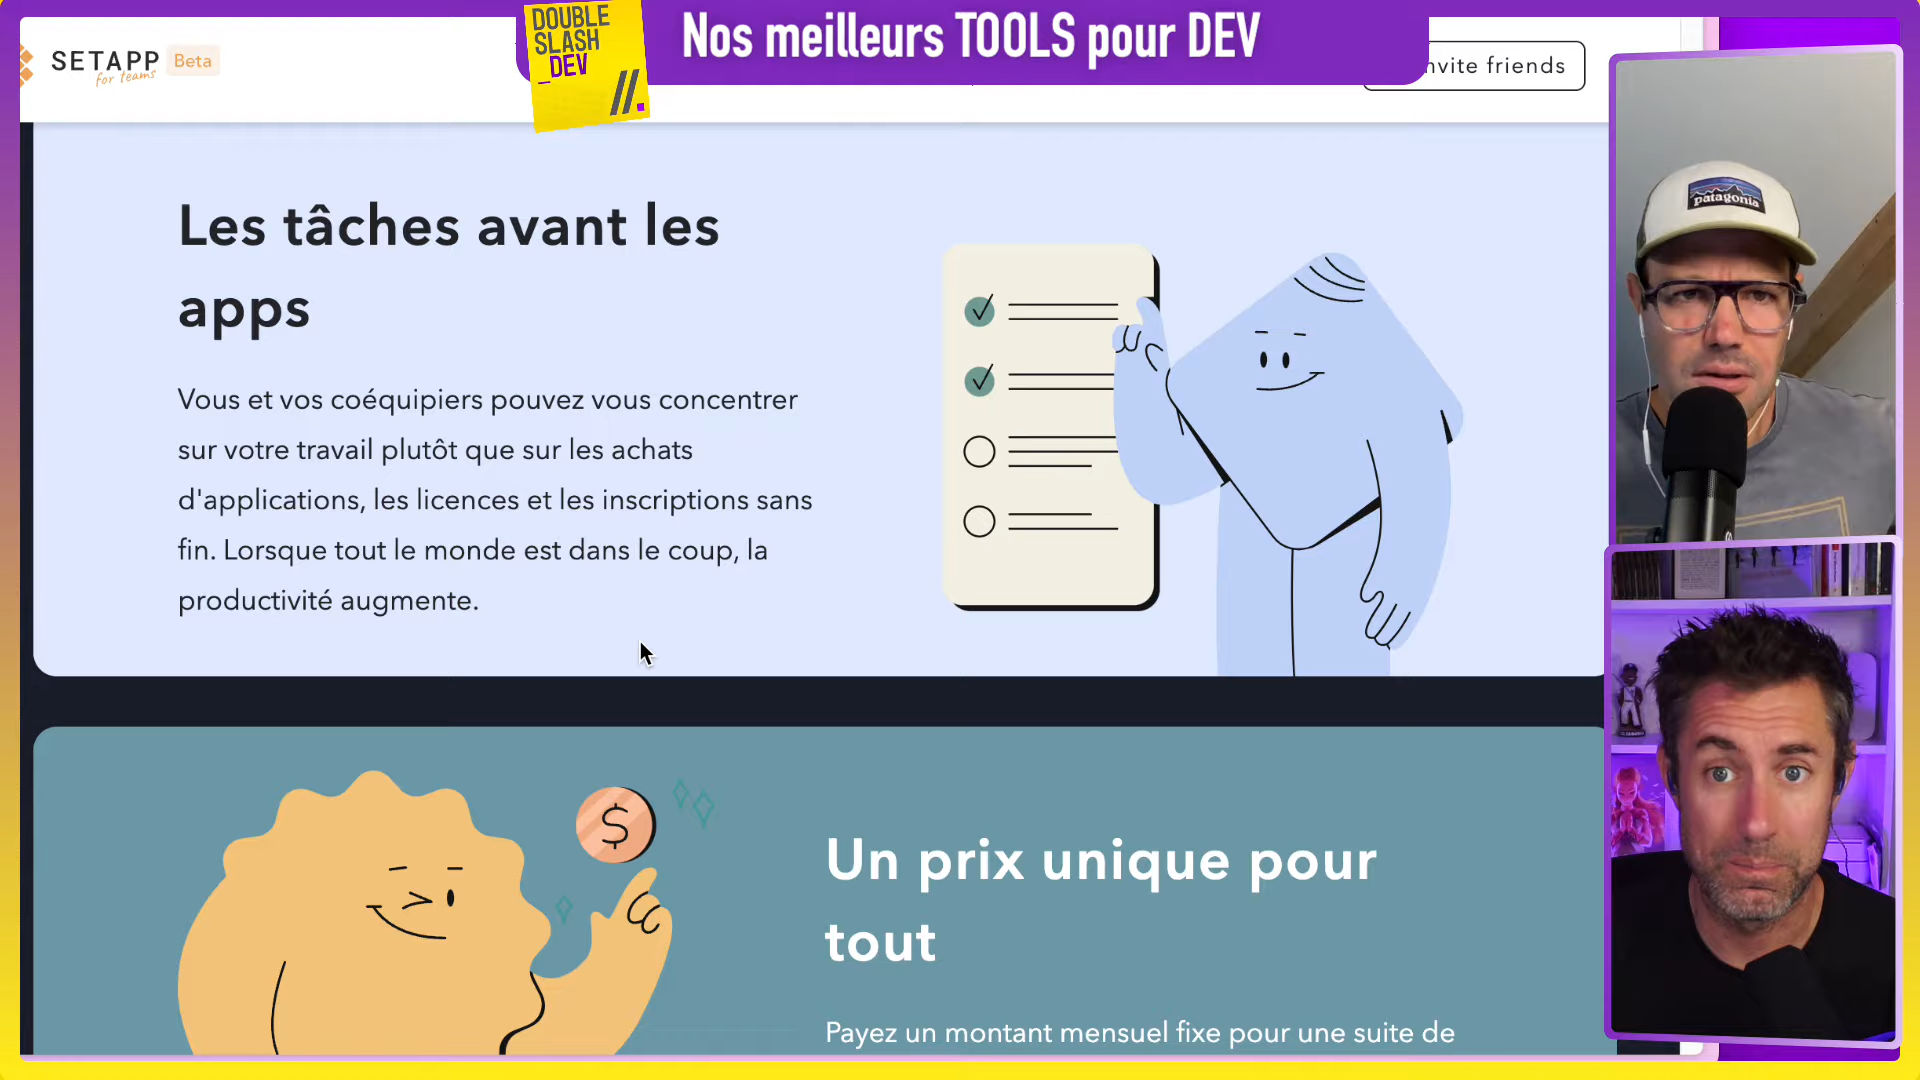 SETAPP
for teams
Beta
DOUBLE
SLASH
_DEV
//.
Nos meilleurs TOOLS pour DEV
nvite friends
patagonia
Les tâches avant les
apps
Vous et vos coéquipiers pouvez vous concentrer
sur votre travail plutôt que sur les achats
d'applications, les licences et les inscriptions sans
fin. Lorsque tout le monde est dans le coup, la
productivité augmente.
$
Un prix unique pour
tout
Payez un montant mensuel fixe pour une suite de